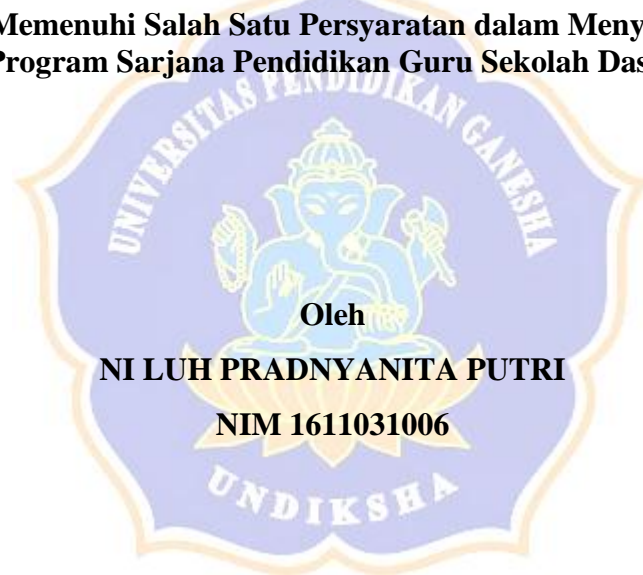 Memenuhi Salah Satu Persyaratan dalam
Program Sarjana Pendidikan Guru Sekolah
UNIVERSITAS PENDIDIKAN GANESHA
Oleh
NI LUH PRADNYANITA PUTRI
NIM 1611031006
UNDIKSHA